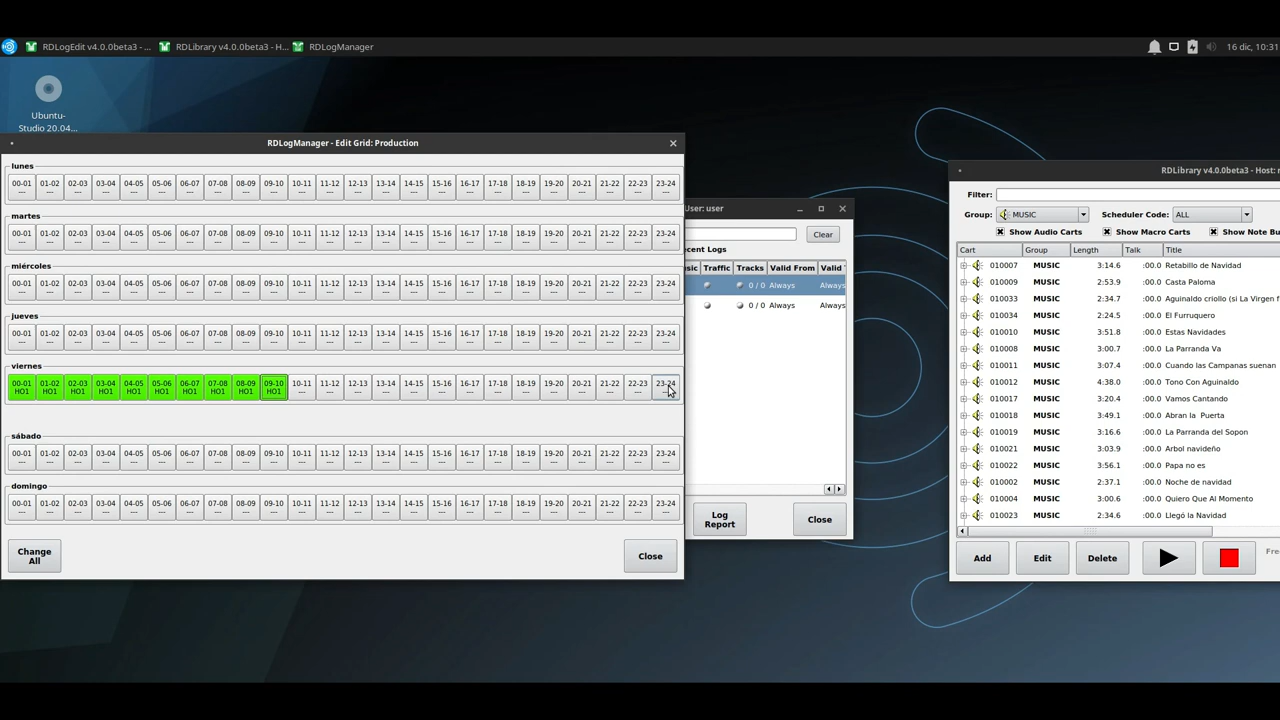 RDLogEdit v4.0.0beta3 - ... RDLibrary v4.0.0beta3 - H... RDLogManager 16 dic, 10:31
Ubuntu-
Studio 20.04...
RDLogManager - Edit Grid: Production
lunes
00-01 01-02 02-03 03-04 04-05 05-06 06-07 07-08 08-09 09-10 10-11 11-12 12-13 13-14 14-15 15-16 16-17 17-18 18-19 19-20 20-21 21-22 22-23 23-24
--- --- --- --- --- --- --- --- --- --- --- --- --- --- --- --- --- --- --- --- --- --- --- ---
martes
00-01 01-02 02-03 03-04 04-05 05-06 06-07 07-08 08-09 09-10 10-11 11-12 12-13 13-14 14-15 15-16 16-17 17-18 18-19 19-20 20-21 21-22 22-23 23-24
--- --- --- --- --- --- --- --- --- --- --- --- --- --- --- --- --- --- --- --- --- --- --- ---
miércoles
00-01 01-02 02-03 03-04 04-05 05-06 06-07 07-08 08-09 09-10 10-11 11-12 12-13 13-14 14-15 15-16 16-17 17-18 18-19 19-20 20-21 21-22 22-23 23-24
--- --- --- --- --- --- --- --- --- --- --- --- --- --- --- --- --- --- --- --- --- --- --- ---
jueves
00-01 01-02 02-03 03-04 04-05 05-06 06-07 07-08 08-09 09-10 10-11 11-12 12-13 13-14 14-15 15-16 16-17 17-18 18-19 19-20 20-21 21-22 22-23 23-24
--- --- --- --- --- --- --- --- --- --- --- --- --- --- --- --- --- --- --- --- --- --- --- ---
viernes
00-01 01-02 02-03 03-04 04-05 05-06 06-07 07-08 08-09 09-10 10-11 11-12 12-13 13-14 14-15 15-16 16-17 17-18 18-19 19-20 20-21 21-22 22-23 23-24
HO1 HO1 HO1 HO1 HO1 HO1 HO1 HO1 HO1 HO1 --- --- --- --- --- --- --- --- --- --- --- --- --- ---
sábado
00-01 01-02 02-03 03-04 04-05 05-06 06-07 07-08 08-09 09-10 10-11 11-12 12-13 13-14 14-15 15-16 16-17 17-18 18-19 19-20 20-21 21-22 22-23 23-24
--- --- --- --- --- --- --- --- --- --- --- --- --- --- --- --- --- --- --- --- --- --- --- ---
domingo
00-01 01-02 02-03 03-04 04-05 05-06 06-07 07-08 08-09 09-10 10-11 11-12 12-13 13-14 14-15 15-16 16-17 17-18 18-19 19-20 20-21 21-22 22-23 23-24
--- --- --- --- --- --- --- --- --- --- --- --- --- --- --- --- --- --- --- --- --- --- --- ---
Change
All
Close
User: user
Clear
cent Logs
sic Traffic Tracks Valid From Valid
0 / 0 Always Always
0 / 0 Always Always
Log
Report
Close
RDLibrary v4.0.0beta3 - Host: r
Filter:
Group: MUSIC Scheduler Code: ALL
Show Audio Carts Show Macro Carts Show Note Bu
Cart Group Length Talk Title
010007 MUSIC 3:14.6 :00.0 Retabillo de Navidad
010009 MUSIC 2:53.9 :00.0 Casta Paloma
010033 MUSIC 2:34.7 :00.0 Aguinaldo criollo (si La Virgen f
010034 MUSIC 2:24.5 :00.0 El Furruquero
010010 MUSIC 3:51.8 :00.0 Estas Navidades
010008 MUSIC 3:00.7 :00.0 La Parranda Va
010011 MUSIC 3:07.4 :00.0 Cuando las Campanas suenan
010012 MUSIC 4:38.0 :00.0 Tono Con Aguinaldo
010017 MUSIC 3:20.4 :00.0 Vamos Cantando
010018 MUSIC 3:49.1 :00.0 Abran la Puerta
010019 MUSIC 3:16.6 :00.0 La Parranda del Sopon
010021 MUSIC 3:03.9 :00.0 Arbol navideño
010022 MUSIC 3:56.1 :00.0 Papa no es
010002 MUSIC 2:37.1 :00.0 Noche de navidad
010004 MUSIC 3:00.6 :00.0 Quiero Que Al Momento
010023 MUSIC 2:34.6 :00.0 Llegó la Navidad
Add Edit Delete Fre